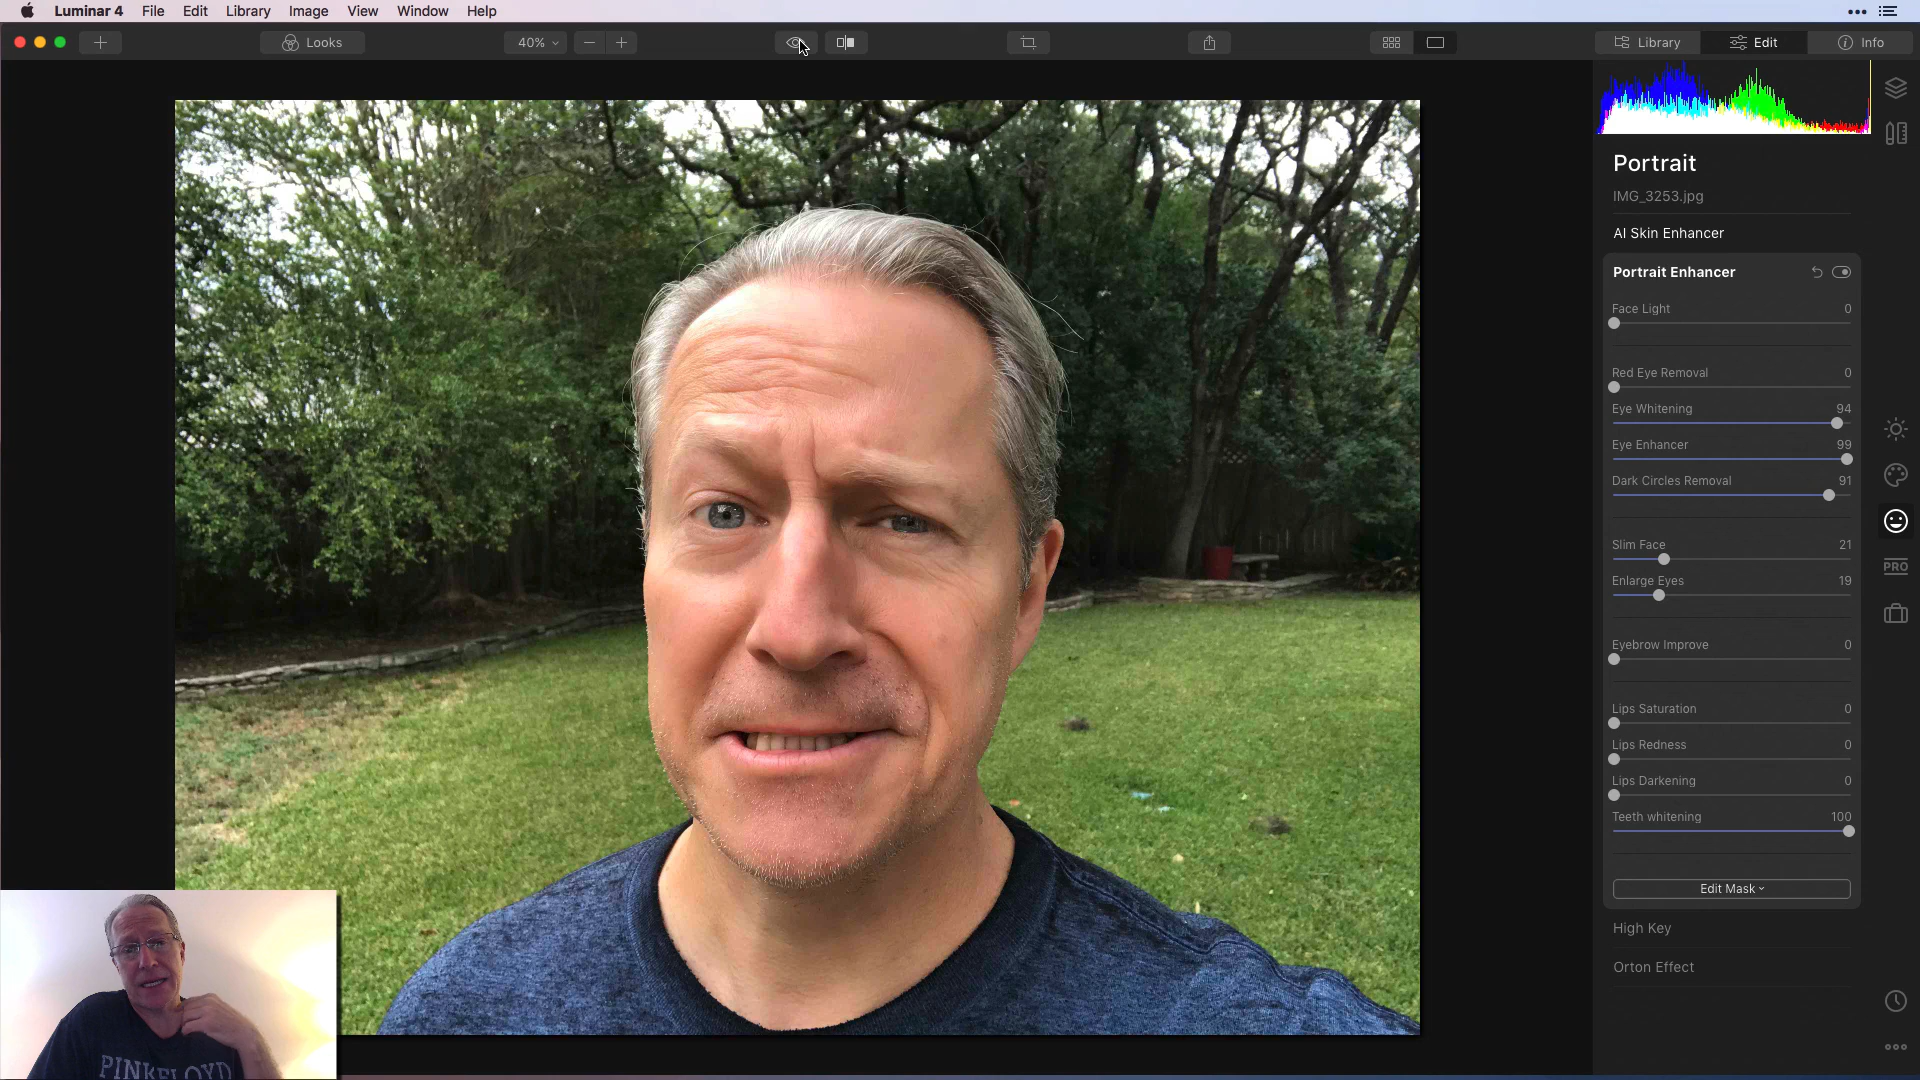 Luminar 4 File Edit Library Image View Window Help
Looks 40% Library Edit Info
Portrait
IMG_3253.jpg
AI Skin Enhancer
Portrait Enhancer
Face Light 0
Red Eye Removal 0
Eye Whitening 94
Eye Enhancer 99
Dark Circles Removal 91
Slim Face 21
Enlarge Eyes 19
Eyebrow Improve 0
Lips Saturation 0
Lips Redness 0
Lips Darkening 0
Teeth whitening 100
Edit Mask
High Key
Orton Effect
PRO
PINK FLOYD